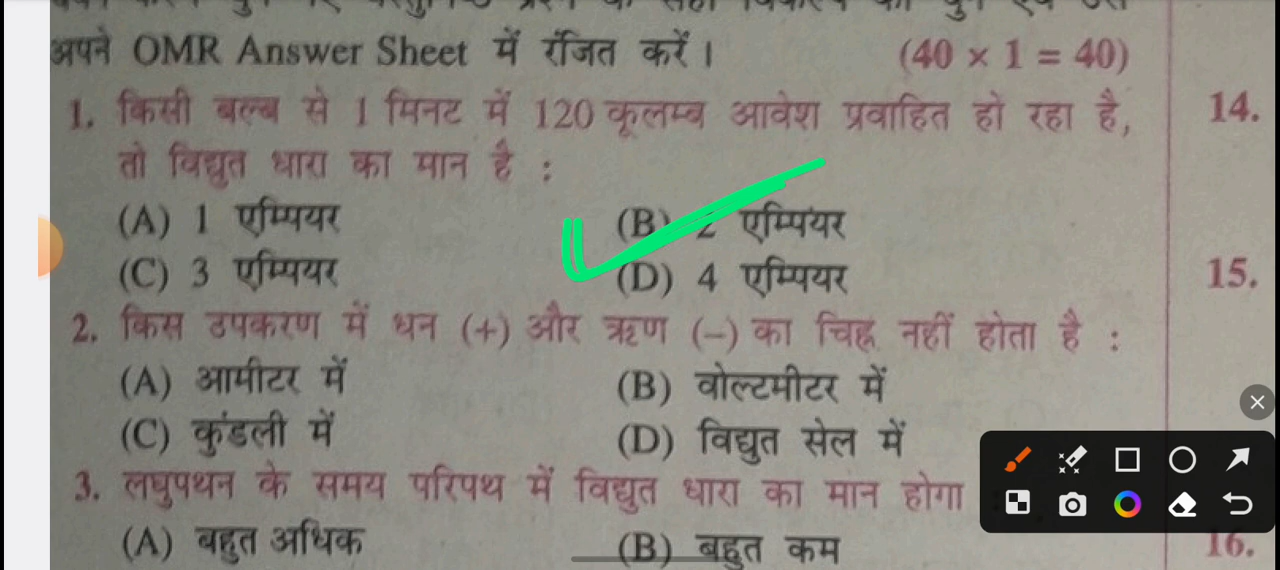 अपने OMR Answer Sheet में रंजित करें। (40 × 1 = 40)
1. किसी बल्ब से 1 मिनट में 120 कूलम्ब आवेश प्रवाहित हो रहा है,
तो विद्युत धारा का मान है :
(A) 1 एम्पियर (B) 2 एम्पियर
(C) 3 एम्पियर (D) 4 एम्पियर
2. किस उपकरण में धन (+) और ऋण (–) का चिह्न नहीं होता है :
(A) आमीटर में (B) वोल्टमीटर में
(C) कुंडली में (D) विद्युत सेल में
3. लघुपथन के समय परिपथ में विद्युत धारा का मान होगा
(A) बहुत अधिक (B) बहुत कम
14.
15.
16.